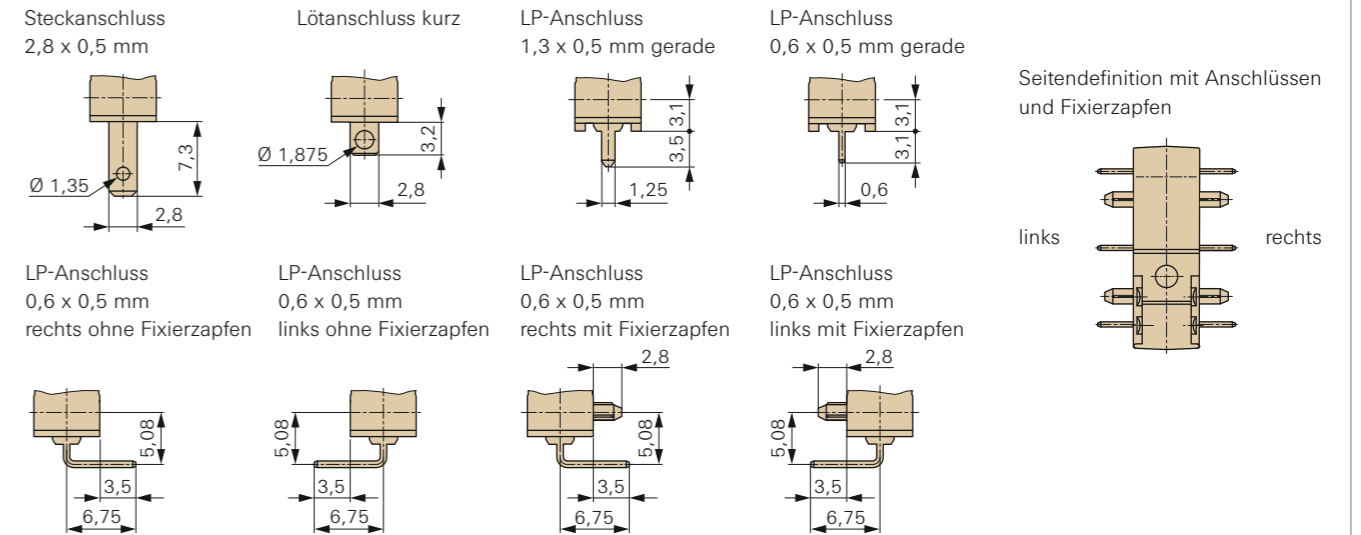 Steckanschluss
2,8 x 0,5 mm
7,3
Ø 1,35
2,8
Lötanschluss kurz
3,2
Ø 1,875
2,8
LP-Anschluss
1,3 x 0,5 mm gerade
3,1
3,5
1,25
LP-Anschluss
0,6 x 0,5 mm gerade
3,1
3,1
0,6
Seitendefinition mit Anschlüssen
und Fixierzapfen
links
rechts
LP-Anschluss
0,6 x 0,5 mm
rechts ohne Fixierzapfen
5,08
3,5
6,75
LP-Anschluss
0,6 x 0,5 mm
links ohne Fixierzapfen
5,08
3,5
6,75
LP-Anschluss
0,6 x 0,5 mm
rechts mit Fixierzapfen
2,8
5,08
3,5
6,75
LP-Anschluss
0,6 x 0,5 mm
links mit Fixierzapfen
2,8
5,08
3,5
6,75